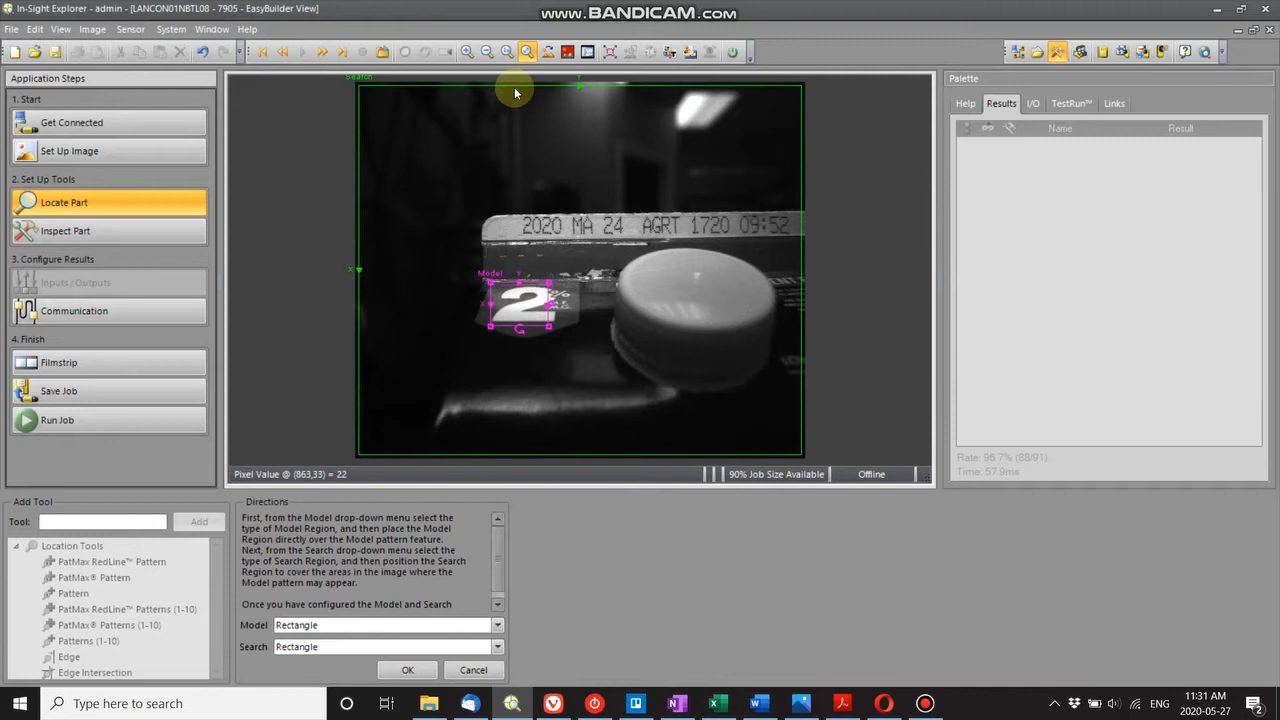 In-Sight Explorer - admin - [LANCON01NBTL08 - 7905 - EasyBuilder View]
www.BANDICAM.com
File Edit View Image Sensor System Window Help
Application Steps
1. Start
Get Connected
Set Up Image
2. Set Up Tools
Locate Part
Inspect Part
3. Configure Results
Inputs / Outputs
Communication
4. Finish
Filmstrip
Save Job
Run Job
Search
Y
X
2020 MA 24 AGRT 1720 09:52
Model Y
X
2%
Pixel Value @ (863,33) = 22
90% Job Size Available
Offline
Palette
Help Results I/O TestRun™ Links
Name Result
Rate: 96.7% (88/91)
Time: 57.9ms
Add Tool
Tool:
Add
Location Tools
PatMax RedLine™ Pattern
PatMax® Pattern
Pattern
PatMax RedLine™ Patterns (1-10)
PatMax® Patterns (1-10)
Patterns (1-10)
Edge
Edge Intersection
Directions
First, from the Model drop-down menu select the
type of Model Region, and then place the Model
Region directly over the Model pattern feature.
Next, from the Search drop-down menu select the
type of Search Region, and then position the Search
Region to cover the areas in the image where the
Model pattern may appear.
Once you have configured the Model and Search
Model Rectangle
Search Rectangle
OK Cancel
Type here to search
ENG
11:31 AM
2020-05-27
2